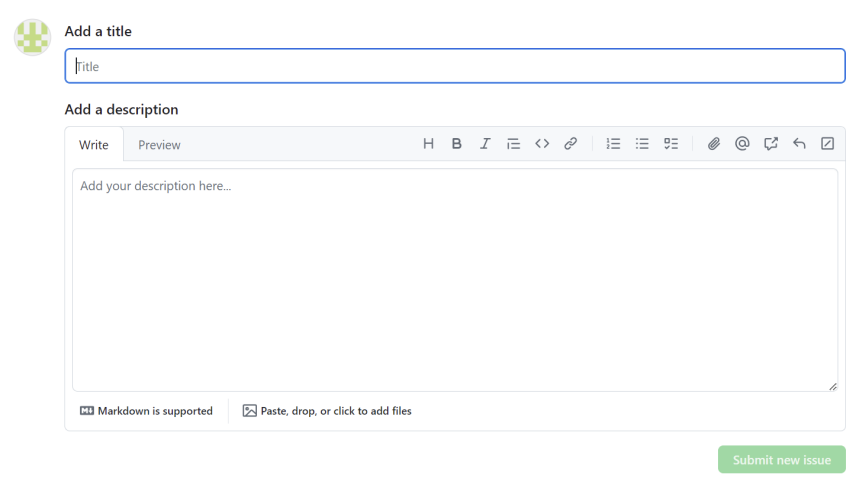 Add a title
Title
Add a description
Write Preview
Add your description here...
Markdown is supported Paste, drop, or click to add files
Submit new issue